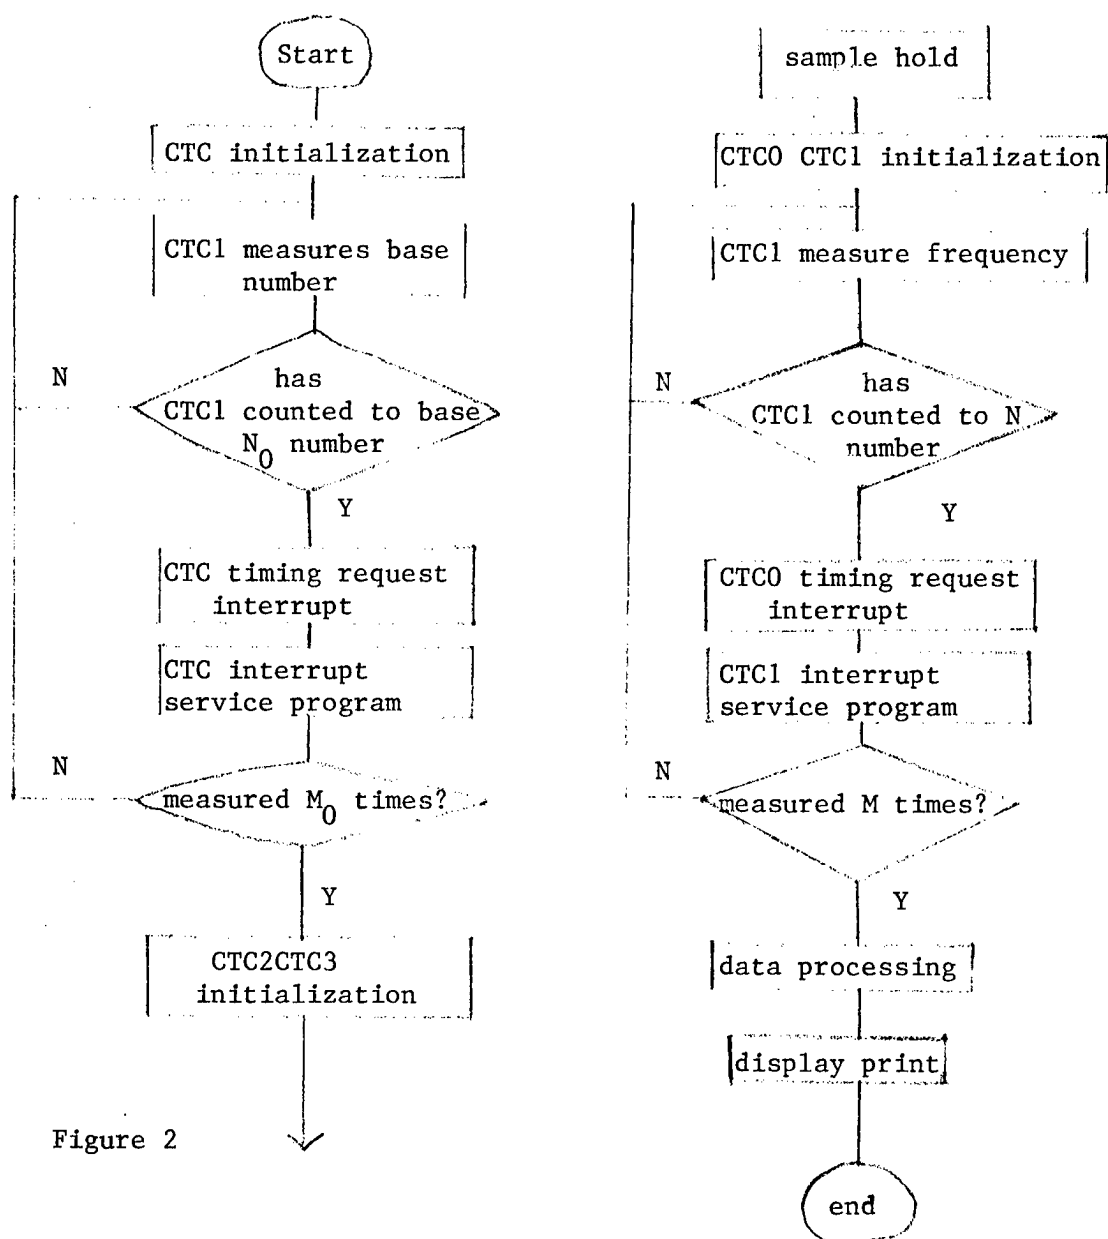 Start
CTC initialization
CTC1 measures base
number
N
has
CTC1 counted to base
N0 number
Y
CTC timing request
interrupt
CTC interrupt
service program
N
measured M0 times?
Y
CTC2CTC3
initialization
Figure 2
sample hold
CTC0 CTC1 initialization
CTC1 measure frequency
N
has
CTC1 counted to N
number
Y
CTC0 timing request
interrupt
CTC1 interrupt
service program
N
measured M times?
Y
data processing
display print
end